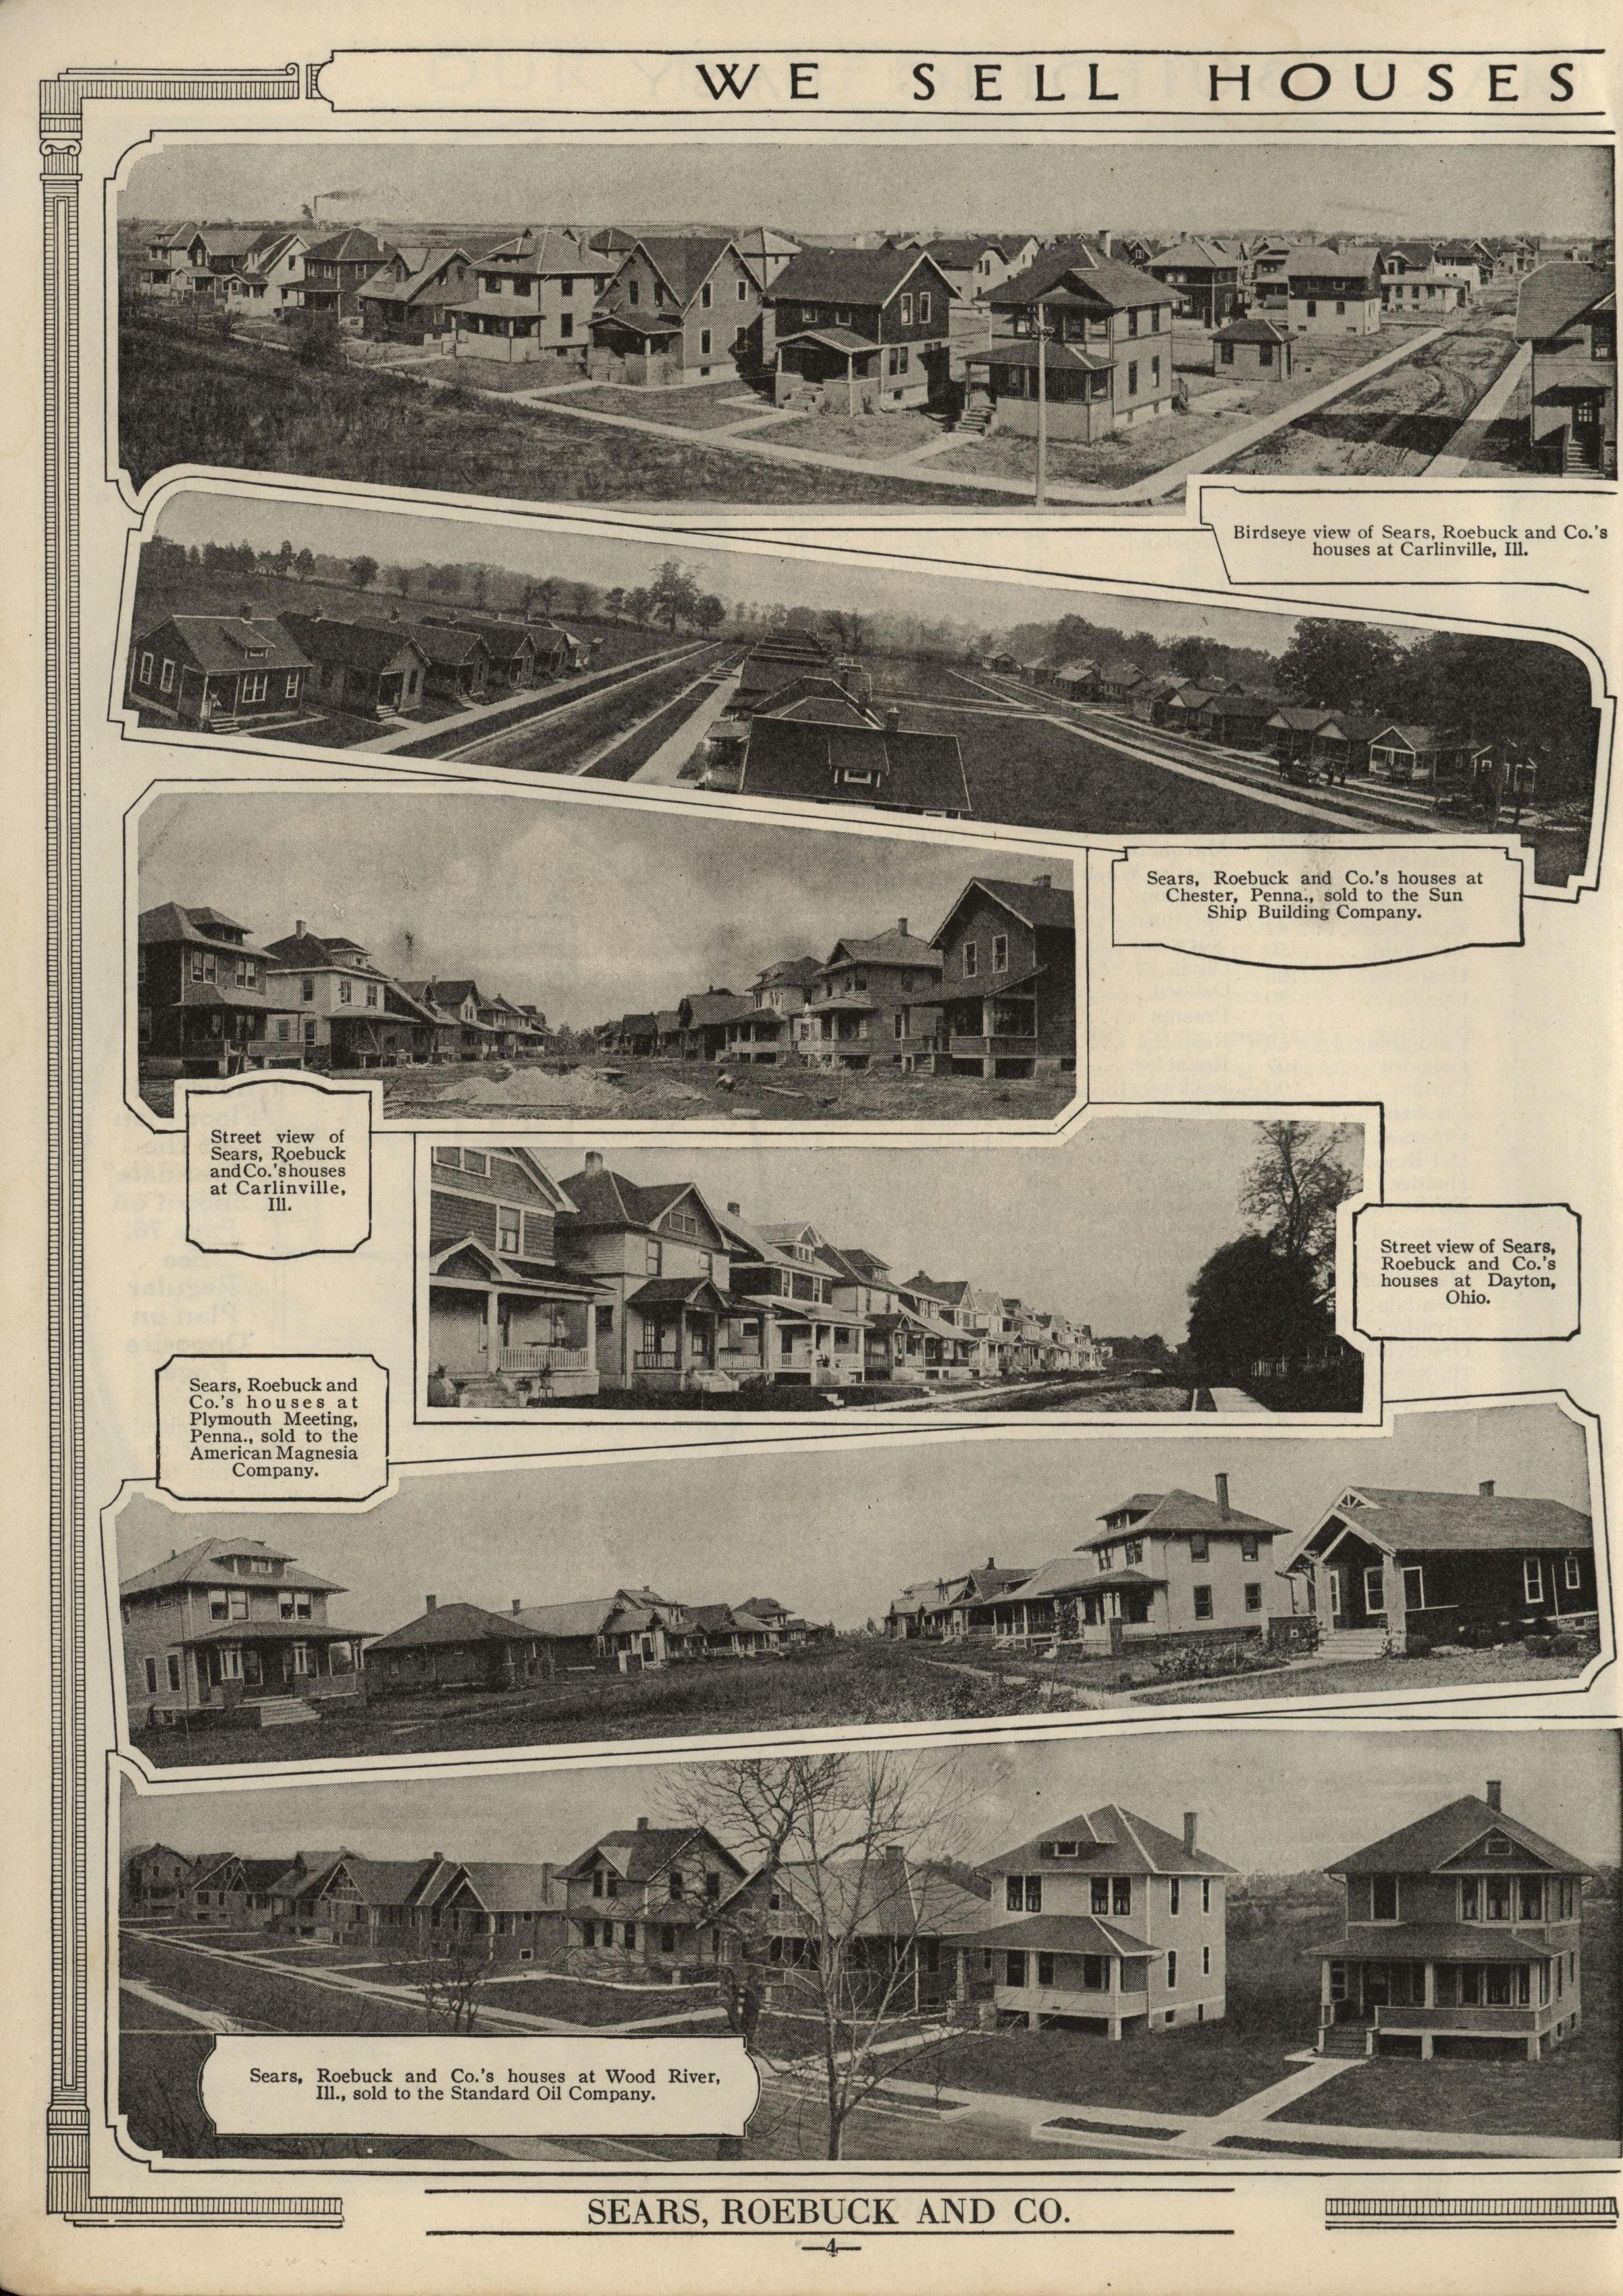 WE SELL HOUSES
Birdseye view of Sears, Roebuck and Co.'s
houses at Carlinville, Ill.
Sears, Roebuck and Co.'s houses at
Chester, Penna., sold to the Sun
Ship Building Company.
Street view of
Sears, Roebuck
and Co.'s houses
at Carlinville,
Ill.
Street view of Sears,
Roebuck and Co.'s
houses at Dayton,
Ohio.
Sears, Roebuck and
Co.'s houses at
Plymouth Meeting,
Penna., sold to the
American Magnesia
Company.
Sears, Roebuck and Co.'s houses at Wood River,
Ill., sold to the Standard Oil Company.
SEARS, ROEBUCK AND CO.
—4—